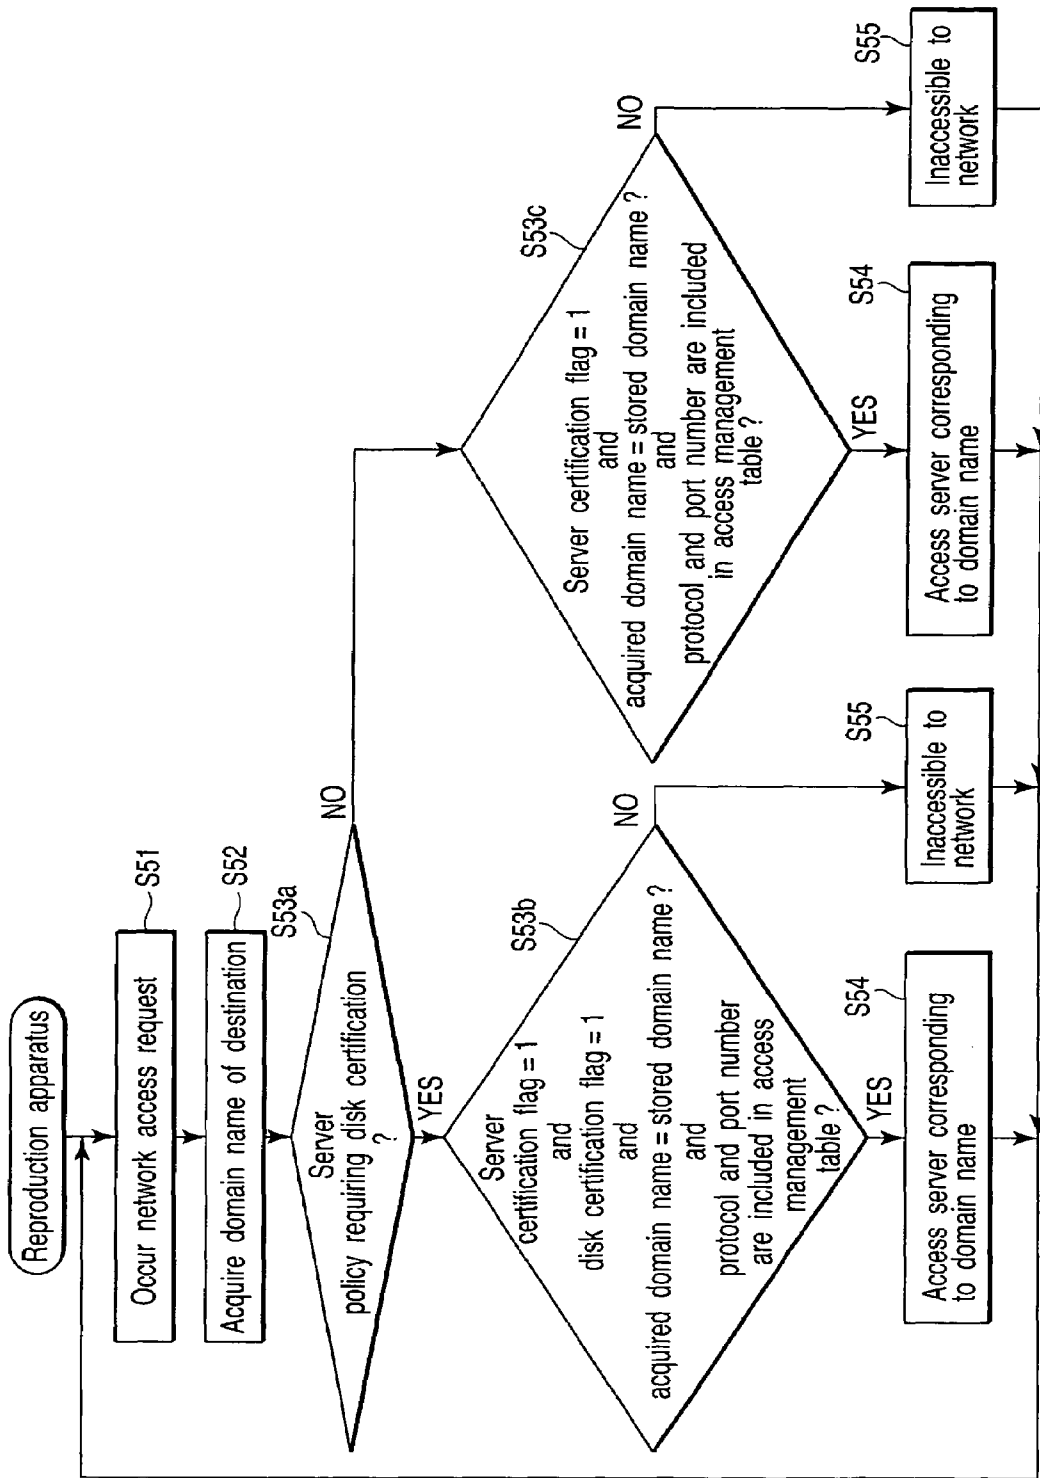 Reproduction apparatus
S51
Occur network access request
S52
Acquire domain name of destination
S53a
Server
policy requiring disk certification
?
NO
YES
S53b
Server
certification flag = 1
and
disk certification flag = 1
and
acquired domain name = stored domain name ?
and
protocol and port number
are included in access
management
table ?
NO
YES
S53c
Server certification flag = 1
and
acquired domain name = stored domain name ?
and
protocol and port number are included
in access management
table ?
NO
YES
S54
Access server corresponding
to domain name
S55
Inaccessible to
network
S54
Access server corresponding
to domain name
S55
Inaccessible to
network